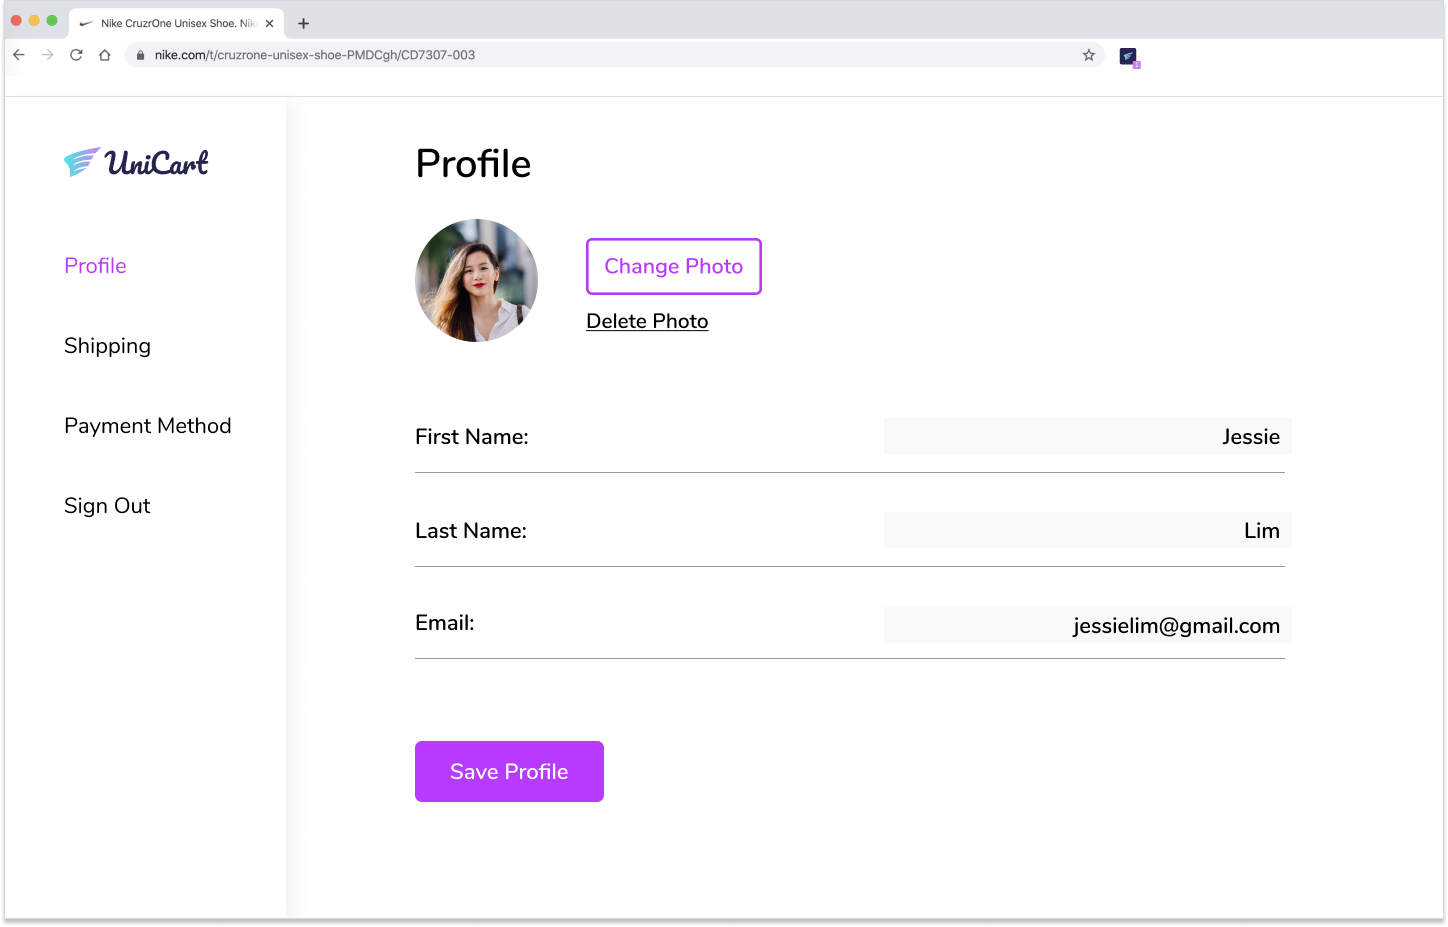 Nike CruzrOne Unisex Shoe. Nik
nike.com/t/cruzrone-unisex-shoe-PMDCgh/CD7307-003
1
UniCart
Profile
Shipping
Payment Method
Sign Out
Profile
Change Photo
Delete Photo
First Name: Jessie
Last Name: Lim
Email: jessielim@gmail.com
Save Profile